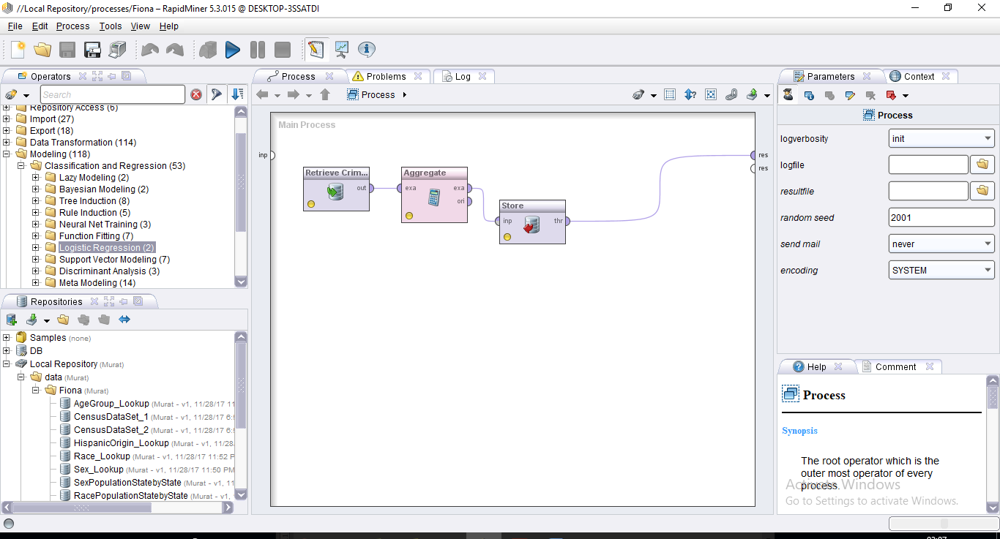 //Local Repository/processes/Fiona – RapidMiner 5.3.015 @ DESKTOP-3SSATDI
File Edit Process Tools View Help
Operators
Search
Repository Access (6)
Import (27)
Export (18)
Data Transformation (114)
Modeling (118)
Classification and Regression (53)
Lazy Modeling (2)
Bayesian Modeling (2)
Tree Induction (8)
Rule Induction (5)
Neural Net Training (3)
Function Fitting (7)
Logistic Regression (2)
Support Vector Modeling (7)
Discriminant Analysis (3)
Meta Modeling (14)
Repositories
Samples (none)
DB
Local Repository (Murat)
data (Murat)
Fiona (Murat)
AgeGroup_Lookup (Murat - v1, 11/28/17 11
CensusDataSet_1 (Murat - v1, 11/28/17 6:
CensusDataSet_2 (Murat - v1, 11/28/17 6:
HispanicOrigin_Lookup (Murat - v1, 11/28/
Race_Lookup (Murat - v1, 11/28/17 11:52 P
Sex_Lookup (Murat - v1, 11/28/17 11:50 PM
SexPopulationStatebyState (Murat - v1, 11
RacePopulationStatebyState (Murat - v1,
Process Problems Log
Process
Main Process
inp
Retrieve Crim...
out
Aggregate
exa exa
ori
Store
inp thr
res
res
Parameters Context
Process
logverbosity init
logfile
resultfile
random seed 2001
send mail never
encoding SYSTEM
Help Comment
Process
Synopsis
The root operator which is the
outer most operator of every
process.
Activate Windows
Go to Settings to activate Windows.